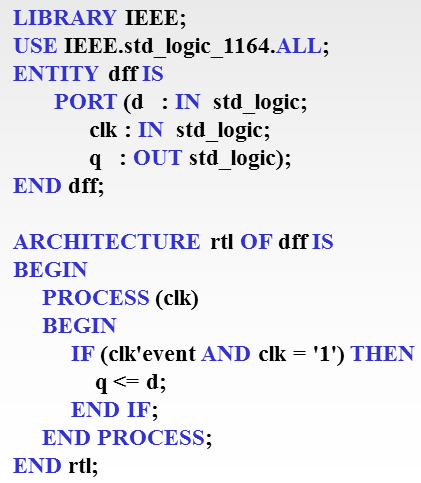 LIBRARY IEEE;
USE IEEE.std_logic_1164.ALL;
ENTITY dff IS
PORT (d : IN std_logic;
clk : IN std_logic;
q : OUT std_logic);
END dff;
ARCHITECTURE rtl OF dff IS
BEGIN
PROCESS (clk)
BEGIN
IF (clk'event AND clk = '1') THEN
q <= d;
END IF;
END PROCESS;
END rtl;